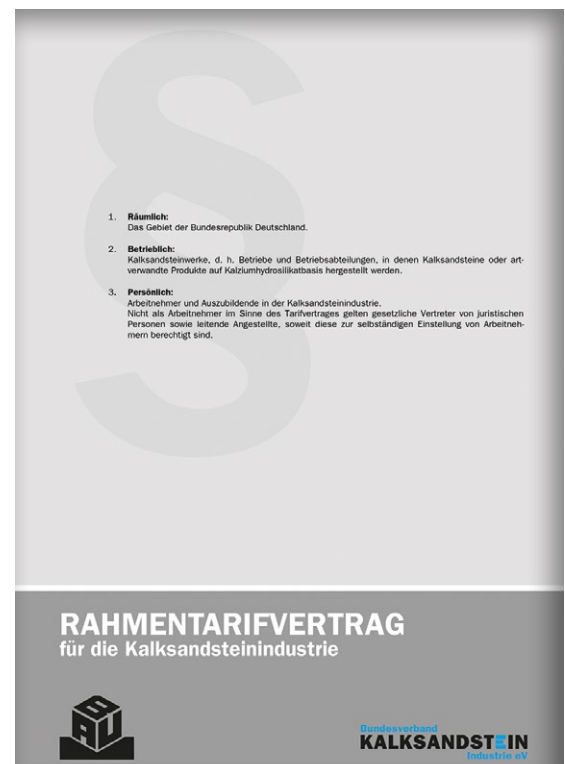 1. Räumlich:
Das Gebiet der Bundesrepublik Deutschland.
2. Betrieblich:
Kalksandsteinwerke, d. h. Betriebe und Betriebsabteilungen, in denen Kalksandsteine oder art-
verwandte Produkte auf Kalziumhydrosilikatbasis hergestellt werden.
3. Persönlich:
Arbeitnehmer und Auszubildende in der Kalksandsteinindustrie.
Nicht als Arbeitnehmer im Sinne des Tarifvertrages gelten gesetzliche Vertreter von juristischen
Personen sowie leitende Angestellte, soweit diese zur selbständigen Einstellung von Arbeitneh-
mern berechtigt sind.
§
RAHMENTARIFVERTRAG
für die Kalksandsteinindustrie
BAU
Bundesverband
KALKSANDSTEIN
Industrie eV